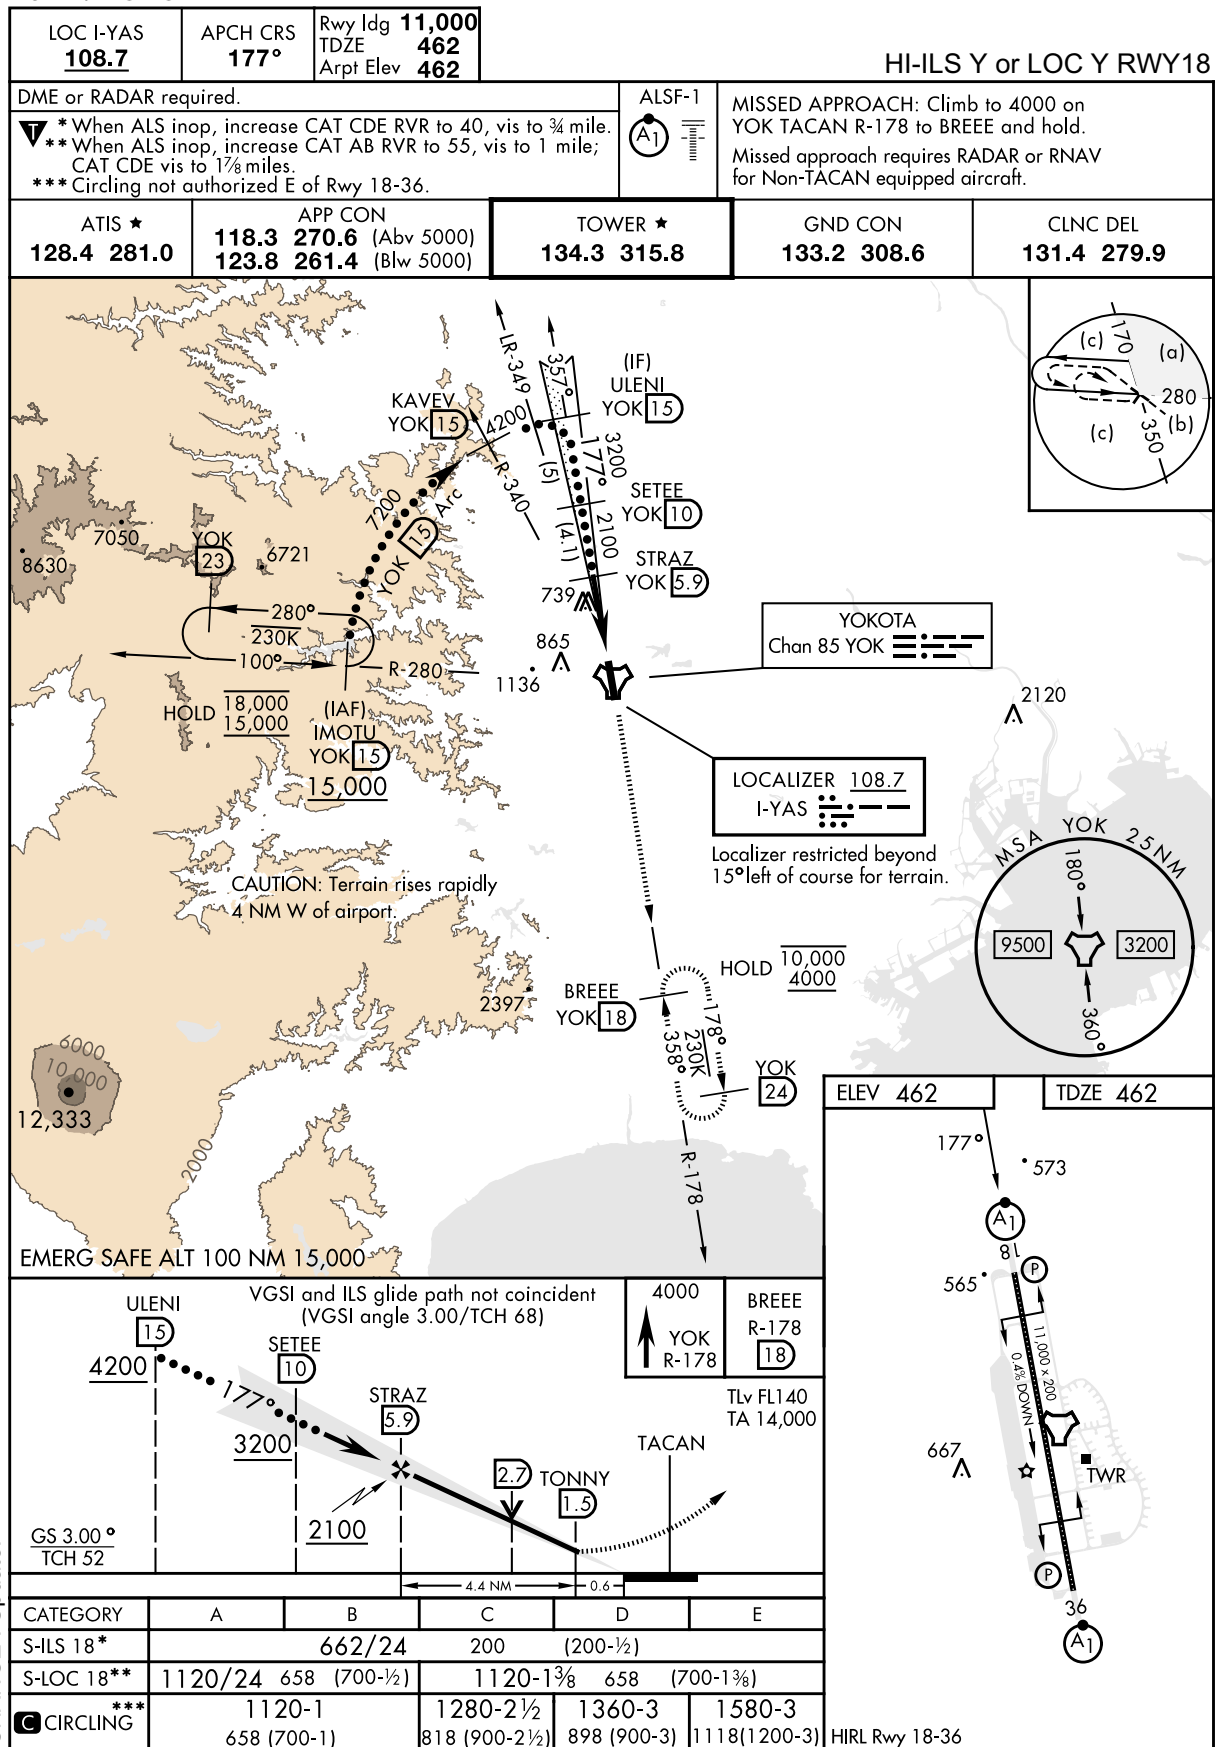 LOC I-YAS
108.7
APCH CRS
177°
Rwy ldg 11,000
TDZE 462
Arpt Elev 462
HI-ILS Y or LOC Y RWY18
DME or RADAR required.
T * When ALS inop, increase CAT CDE RVR to 40, vis to ¾ mile.
** When ALS inop, increase CAT AB RVR to 55, vis to 1 mile;
CAT CDE vis to 1⅞ miles.
*** Circling not authorized E of Rwy 18-36.
ALSF-1
A1
MISSED APPROACH: Climb to 4000 on
YOK TACAN R-178 to BREEE and hold.
Missed approach requires RADAR or RNAV
for Non-TACAN equipped aircraft.
ATIS ★
128.4 281.0
APP CON
118.3 270.6 (Abv 5000)
123.8 261.4 (Blw 5000)
TOWER ★
134.3 315.8
GND CON
133.2 308.6
CLNC DEL
131.4 279.9
170
(c)
(a)
280
(b)
(c)
350
LR-349
357°
(IF)
ULENI
YOK 15
KAVEV
YOK 15
4200
R-340
(5)
3200
177°
SETEE
YOK 10
(4.1)
2100
STRAZ
YOK 5.9
7200
YOK 15 Arc
7050
8630
YOK
23
6721
739
280°
230K
100°
R-280
865
1136
YOKOTA
Chan 85 YOK
HOLD 18,000
15,000
(IAF)
IMOTU
YOK 15
15,000
2120
LOCALIZER 108.7
I-YAS
Localizer restricted beyond
15° left of course for terrain.
CAUTION: Terrain rises rapidly
4 NM W of airport.
MSA YOK 25NM
180°
9500
3200
360°
HOLD 10,000
4000
BREEE
YOK 18
2397
178°
230K
358°
YOK
24
6000
10,000
12,333
2000
R-178
EMERG SAFE ALT 100 NM 15,000
ELEV 462
TDZE 462
177°
573
A1
18
P
565
11,000 x 200
0.4% DOWN
667
TWR
P
36
A1
HIRL Rwy 18-36
VGSI and ILS glide path not coincident
(VGSI angle 3.00/TCH 68)
ULENI
15
4200
SETEE
10
177°
3200
STRAZ
5.9
2100
2.7
TONNY
1.5
TACAN
4000
YOK
R-178
BREEE
R-178
18
TLv FL140
TA 14,000
GS 3.00°
TCH 52
4.4 NM
0.6
CATEGORY A B C D E
S-ILS 18* 662/24 200 (200-½)
S-LOC 18** 1120/24 658 (700-½) 1120-1⅜ 658 (700-1⅜)
C CIRCLING *** 1120-1 1280-2½ 1360-3 1580-3
658 (700-1) 818 (900-2½) 898 (900-3) 1118(1200-3)